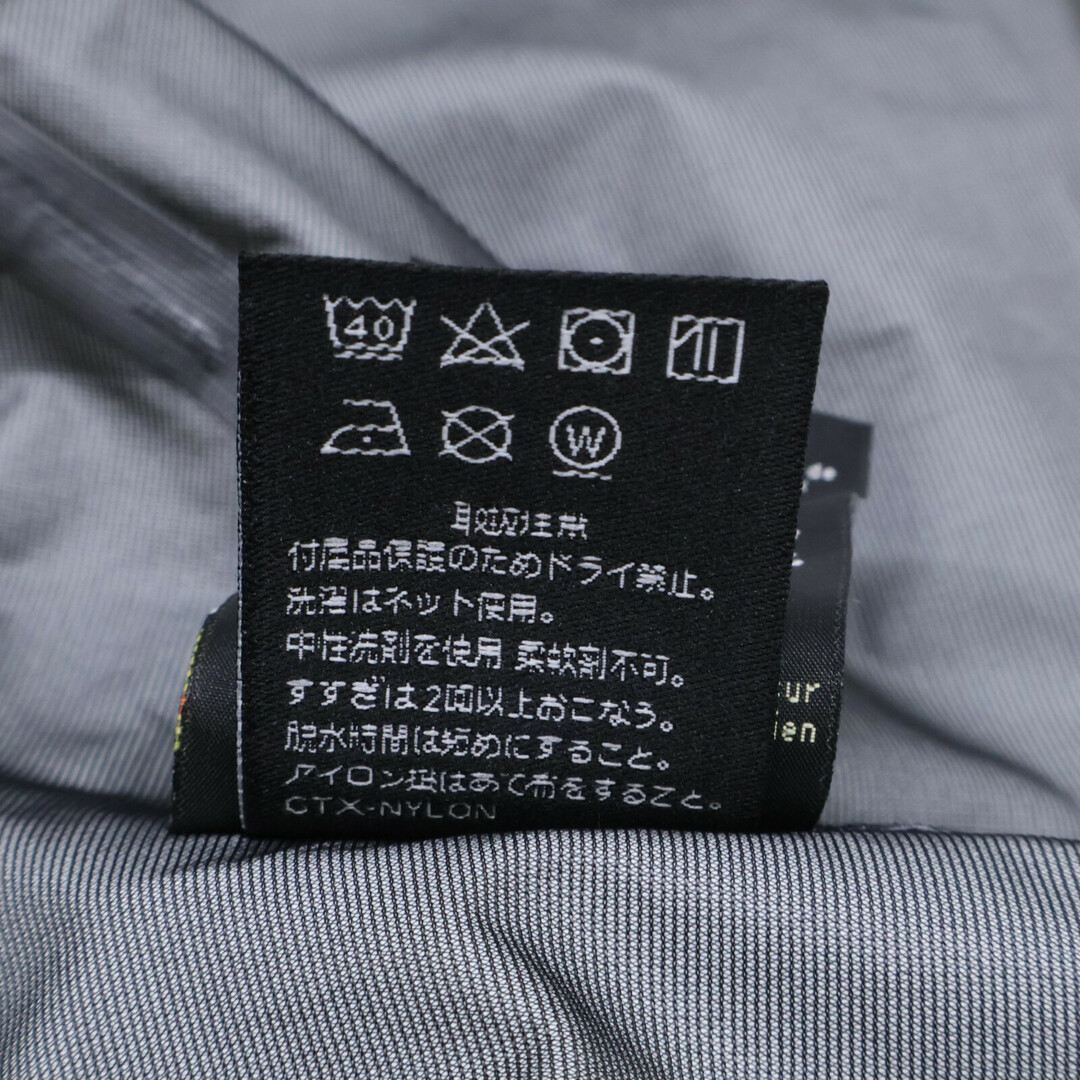 40
W
取扱注意
付属品保護のためドライ禁止。
洗濯はネット使用。
中性洗剤を使用 柔軟剤不可。
すすぎは2回以上おこなう。
脱水時間は短めにすること。
アイロン掛はあて布をすること。
GTX-NYLON
ur
en